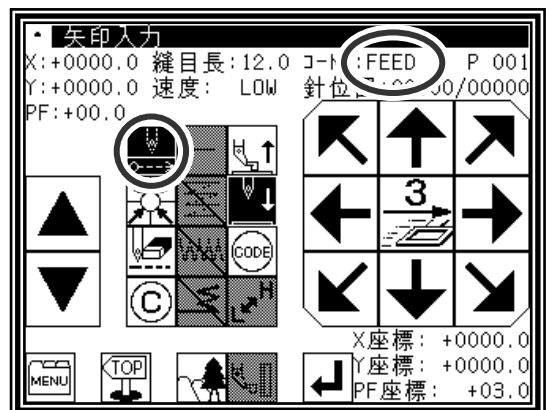 ・ 矢印入力
X:+0000.0 縫目長:12.0 コード:FEED P 001
Y:+0000.0 速度: LOW 針位置 /00000
PF:+00.0
3
CODE
C
L H
X座標: +0000.0
Y座標: +0000.0
PF座標: +03.0
MENU TOP